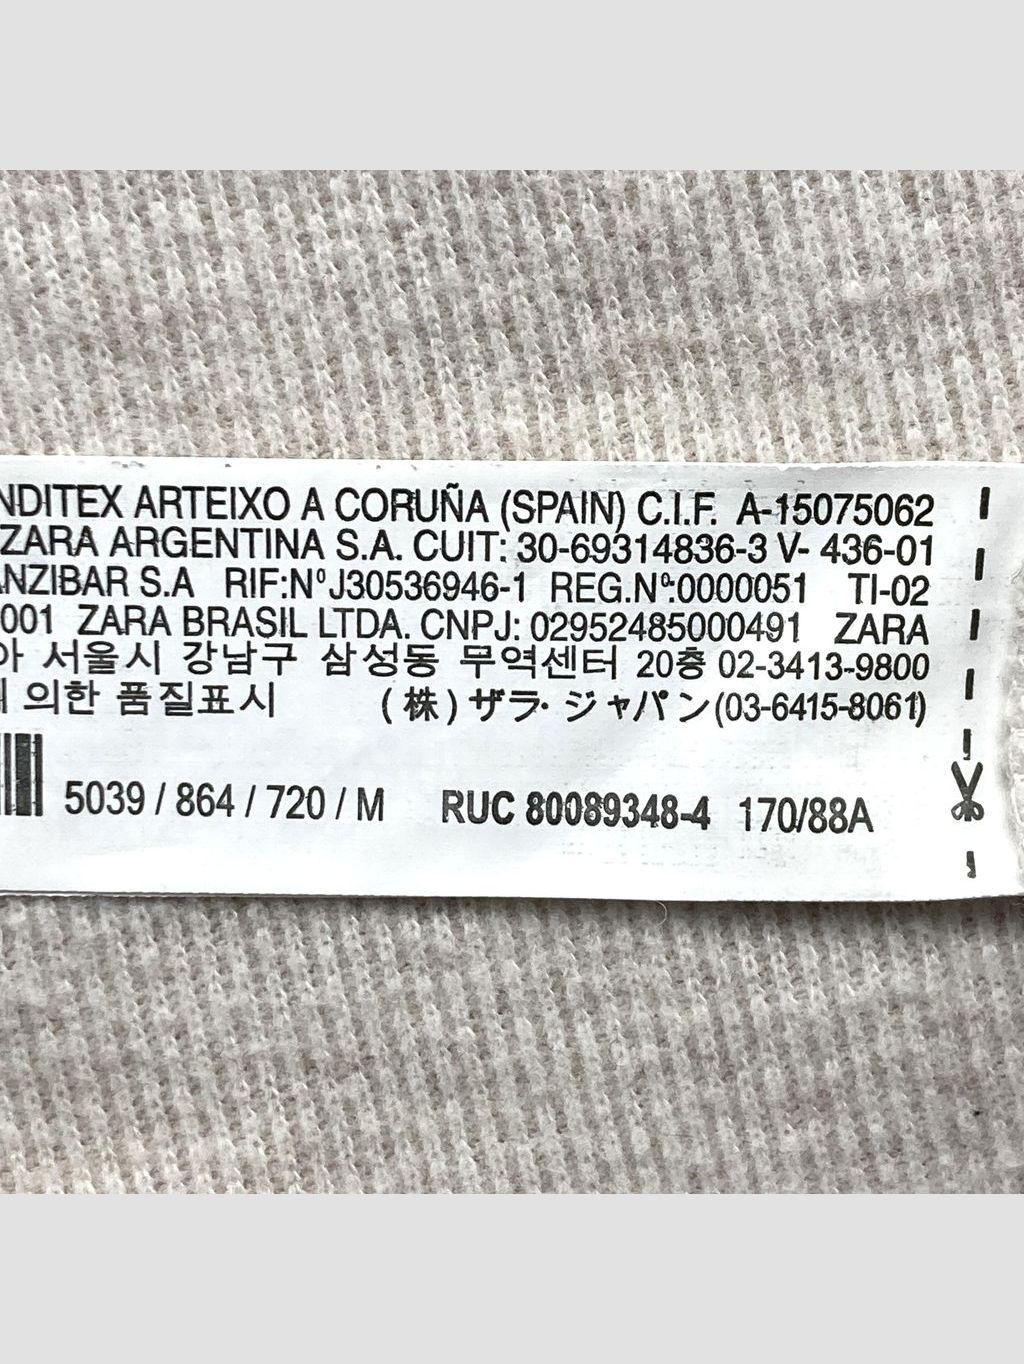 NDITEX ARTEIXO A CORUÑA (SPAIN) C.I.F. A-15075062
ZARA ARGENTINA S.A. CUIT: 30-69314836-3 V- 436-01
ANZIBAR S.A RIF:NºJ30536946-1 REG.Nº:0000051 TI-02
001 ZARA BRASIL LTDA. CNPJ: 02952485000491 ZARA
아 서울시 강남구 삼성동 무역센터 20층 02-3413-9800
의한 품질표시 (株) ザラ・ジャパン(03-6415-8061)
5039 / 864 / 720 / M RUC 80089348-4 170/88A